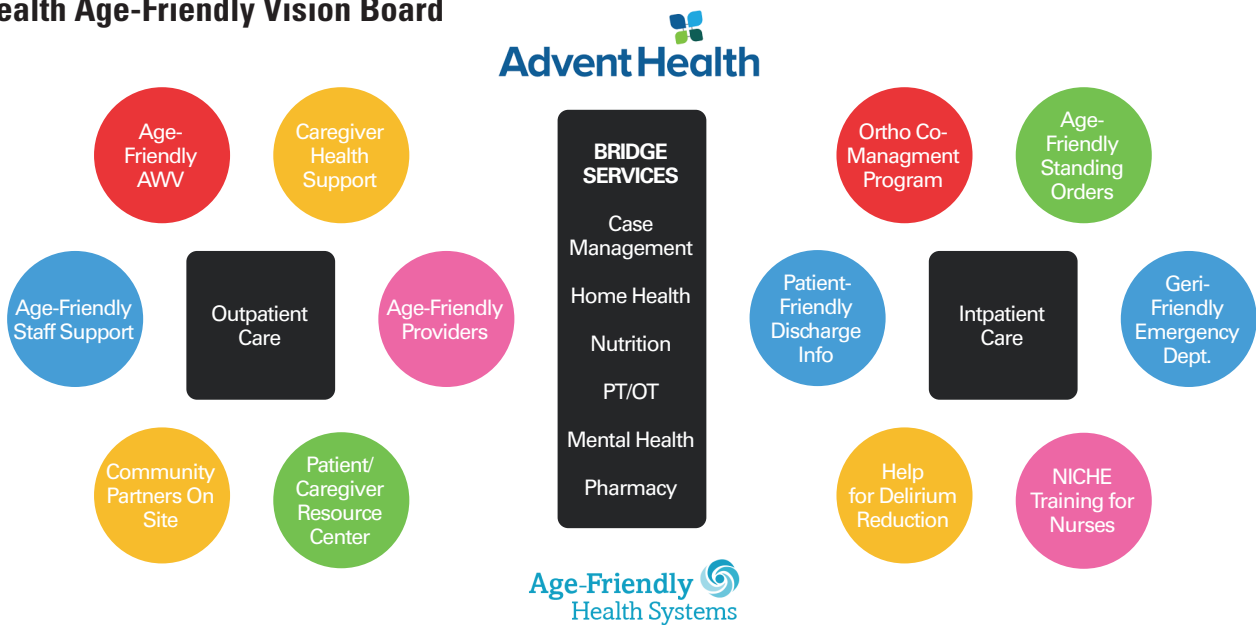 ealth Age-Friendly Vision Board
AdventHealth
Age-
Friendly
AWV
Caregiver
Health
Support
Age-Friendly
Staff Support
Outpatient
Care
Age-Friendly
Providers
Community
Partners On
Site
Patient/
Caregiver
Resource
Center
BRIDGE
SERVICES
Case
Management
Home Health
Nutrition
PT/OT
Mental Health
Pharmacy
Ortho Co-
Managment
Program
Age-
Friendly
Standing
Orders
Patient-
Friendly
Discharge
Info
Intpatient
Care
Geri-
Friendly
Emergency
Dept.
Help
for Delirium
Reduction
NICHE
Training for
Nurses
Age-Friendly
Health Systems